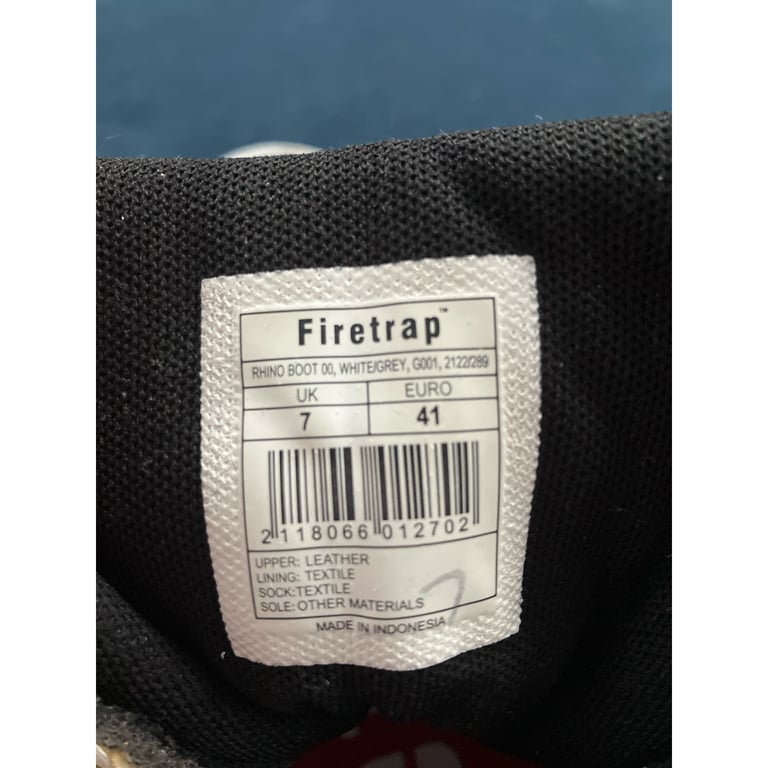 Firetrap™
RHINO BOOT 00, WHITE/GREY, G001, 2122/289
UK EURO
7 41
2 118066 012702
UPPER: LEATHER
LINING: TEXTILE
SOCK:TEXTILE
SOLE: OTHER MATERIALS
7
MADE IN INDONESIA